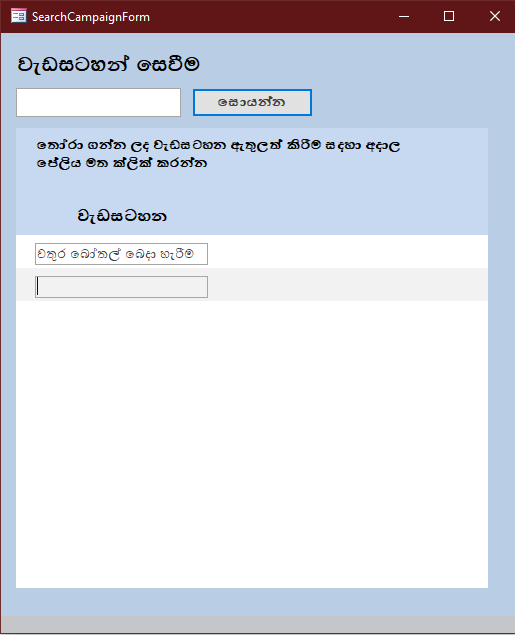 SearchCampaignForm
වැඩසටහන් සෙවීම
සොයන්න
තෝරා ගන්න ලද වැඩසටහන ඇතුලත් කිරීම සඳහා අදාල
පේලිය මත ක්ලික් කරන්න
වැඩසටහන
වතුර බෝතල් බෙදා හැරීම